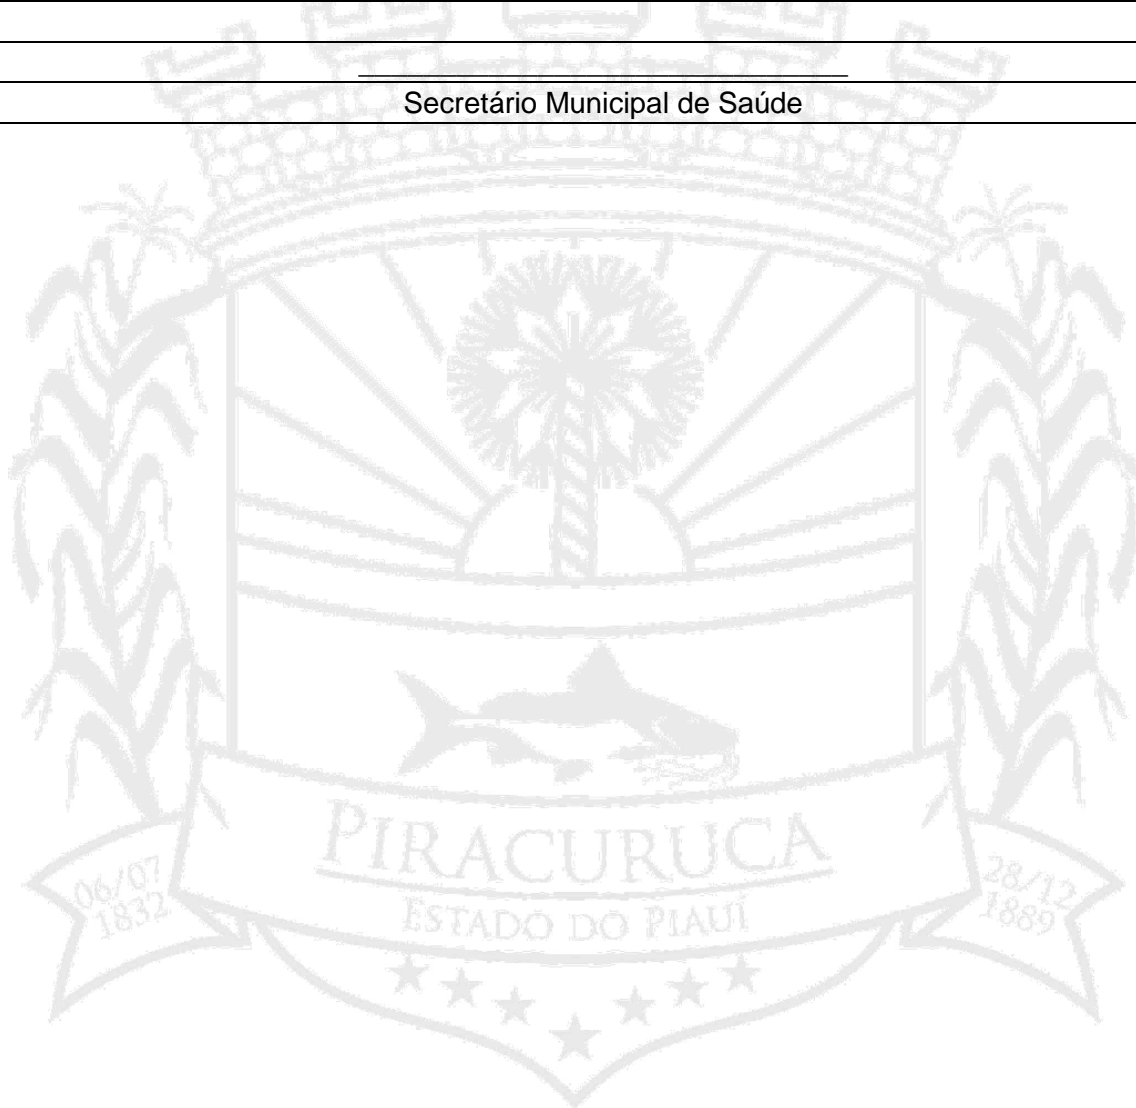 Secretário Municipal de Saúde
PIRACURUCA
06/07
1832
28/12
1889
ESTADO DO PIAUÍ